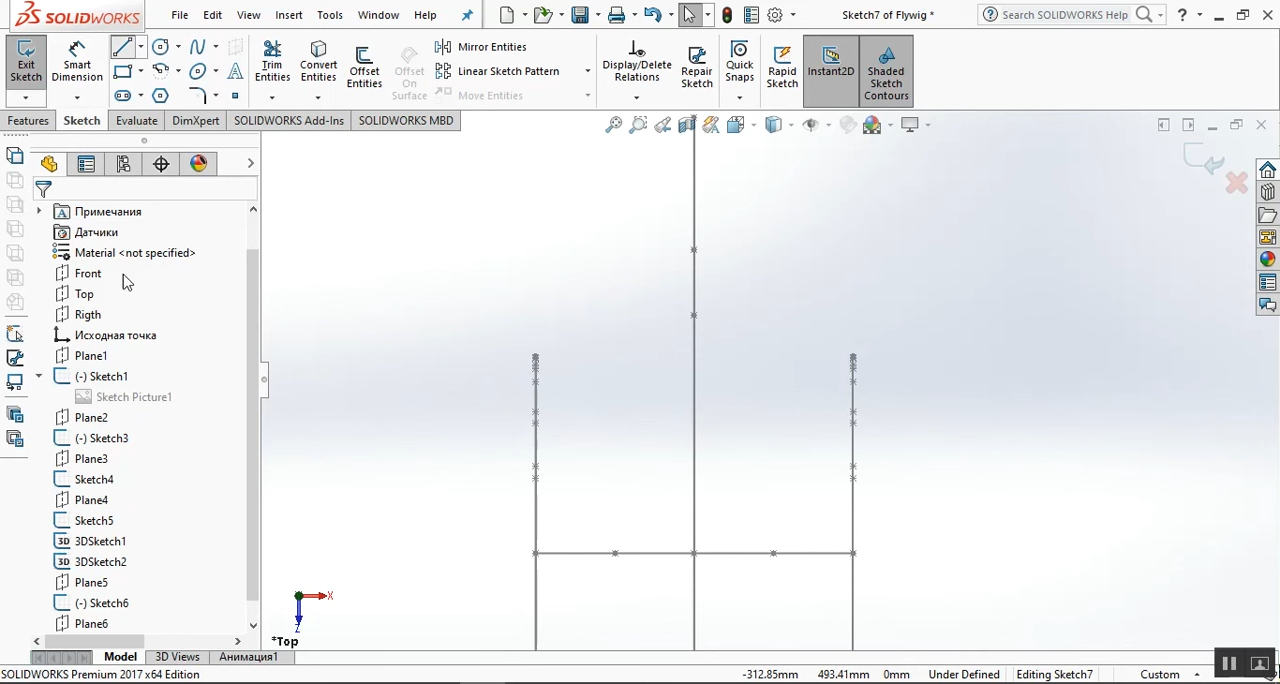 SOLIDWORKS
File Edit View Insert Tools Window Help
Sketch7 of Flywig *
Search SOLIDWORKS Help
Exit Sketch
Smart Dimension
Trim Entities
Convert Entities
Offset Entities
Offset On Surface
Mirror Entities
Linear Sketch Pattern
Move Entities
Display/Delete Relations
Repair Sketch
Quick Snaps
Rapid Sketch
Instant2D
Shaded Sketch Contours
Features Sketch Evaluate DimXpert SOLIDWORKS Add-Ins SOLIDWORKS MBD
Примечания
Датчики
Material <not specified>
Front
Top
Rigth
Исходная точка
Plane1
(-) Sketch1
Sketch Picture1
Plane2
(-) Sketch3
Plane3
Sketch4
Plane4
Sketch5
3D 3DSketch1
3D 3DSketch2
Plane5
(-) Sketch6
Plane6
X
Z
*Top
Model 3D Views Анимация1
SOLIDWORKS Premium 2017 x64 Edition
-312.85mm 493.41mm 0mm Under Defined Editing Sketch7 Custom